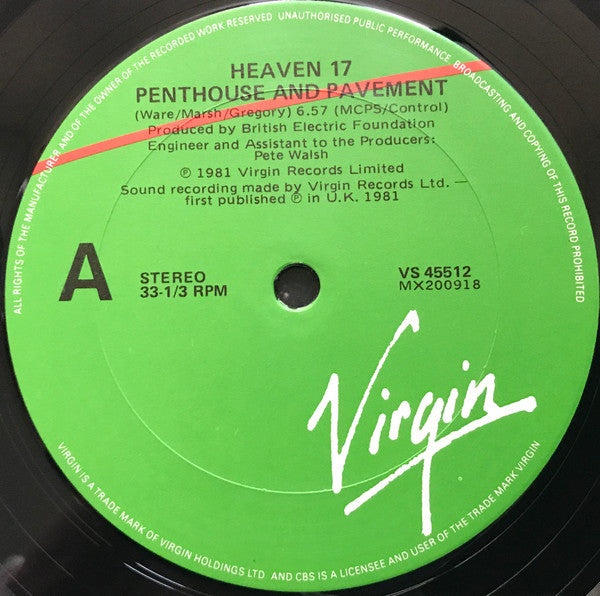 ALL RIGHTS OF THE MANUFACTURER AND OF THE OWNER OF THE RECORDED WORK RESERVED UNAUTHORISED PUBLIC PERFORMANCE, BROADCASTING AND COPYING OF THIS RECORD PROHIBITED
HEAVEN 17
PENTHOUSE AND PAVEMENT
(Ware/Marsh/Gregory) 6.57 (MCPS/Control)
Produced by British Electric Foundation
Engineer and Assistant to the Producers:
Pete Walsh
℗ 1981 Virgin Records Limited
Sound recording made by Virgin Records Ltd. —
first published ℗ in U.K. 1981
A
STEREO
33-1/3 RPM
VS 45512
MX200918
Virgin
VIRGIN IS A TRADE MARK OF VIRGIN HOLDINGS LTD AND CBS IS A LICENSEE AND USER OF THE TRADE MARK VIRGIN